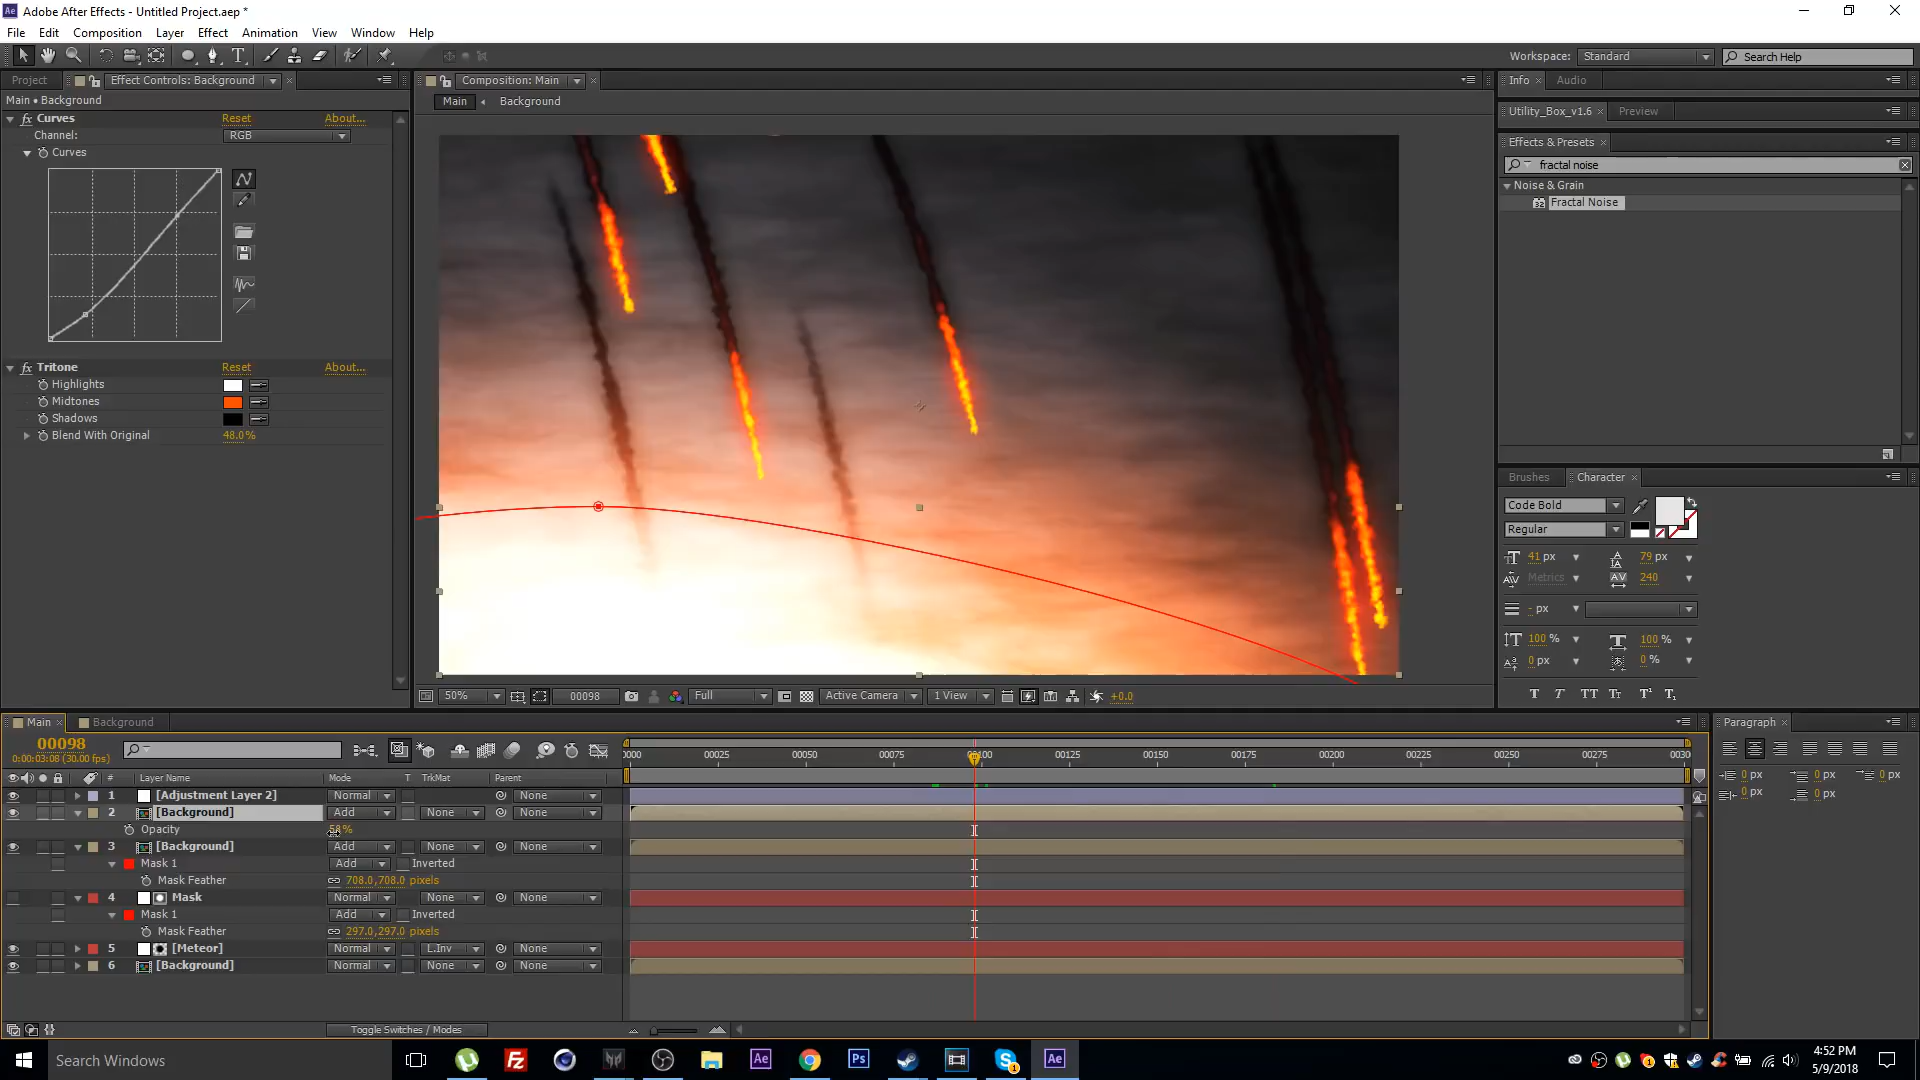 Ae Adobe After Effects - Untitled Project.aep *
File Edit Composition Layer Effect Animation View Window Help
Workspace: Standard Search Help
Project Effect Controls: Background Composition: Main Info Audio
Main • Background Main Background
Utility_Box_v1.6 Preview
fx Curves Reset About...
Channel: RGB
Curves
Effects & Presets
fractal noise
Noise & Grain
32 Fractal Noise
fx Tritone Reset About...
Highlights
Midtones
Shadows
Blend With Original 48.0%
Brushes Character
Code Bold
Regular
41 px 79 px
Metrics 240
- px
100 % 100 %
0 px 0 %
T T TT Tt T¹ T₁
50% 00098 Full Active Camera 1 View +0.0
Main Background Paragraph
00098
0:00:03:08 (30.00 fps)
0000 00025 00050 00075 00100 00125 00150 00175 00200 00225 00250 00275 0030
0 px 0 px 0 px
0 px 0 px
# Layer Name Mode T TrkMat Parent
1 [Adjustment Layer 2] Normal None
2 [Background] Add None None
Opacity
3 [Background] Add None None
Mask 1 Add Inverted
Mask Feather 708.0,708.0 pixels
4 Mask Normal None None
Mask 1 Add Inverted
Mask Feather 297.0,297.0 pixels
5 [Meteor] Normal L.Inv None
6 [Background] Normal None None
Toggle Switches / Modes
Search Windows
Ae Ps Ae
4:52 PM
5/9/2018